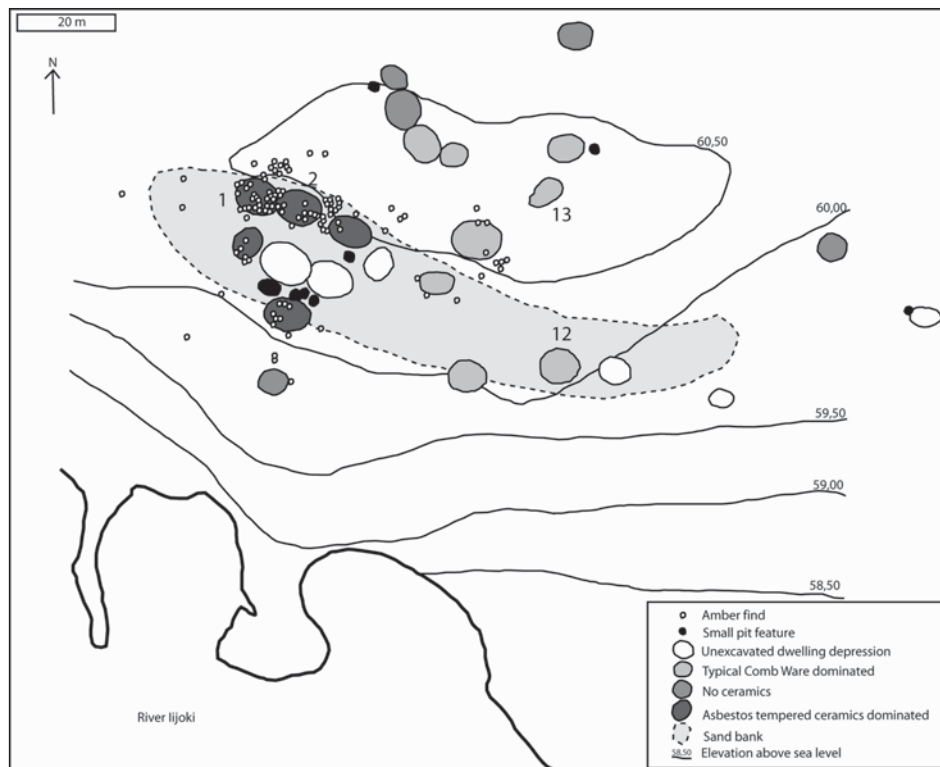 20 m
N
60,50
2
1
13
60,00
12
59,50
59,00
58,50
River Iijoki
Amber find
Small pit feature
Unexcavated dwelling depression
Typical Comb Ware dominated
No ceramics
Asbestos tempered ceramics dominated
Sand bank
58,50 Elevation above sea level